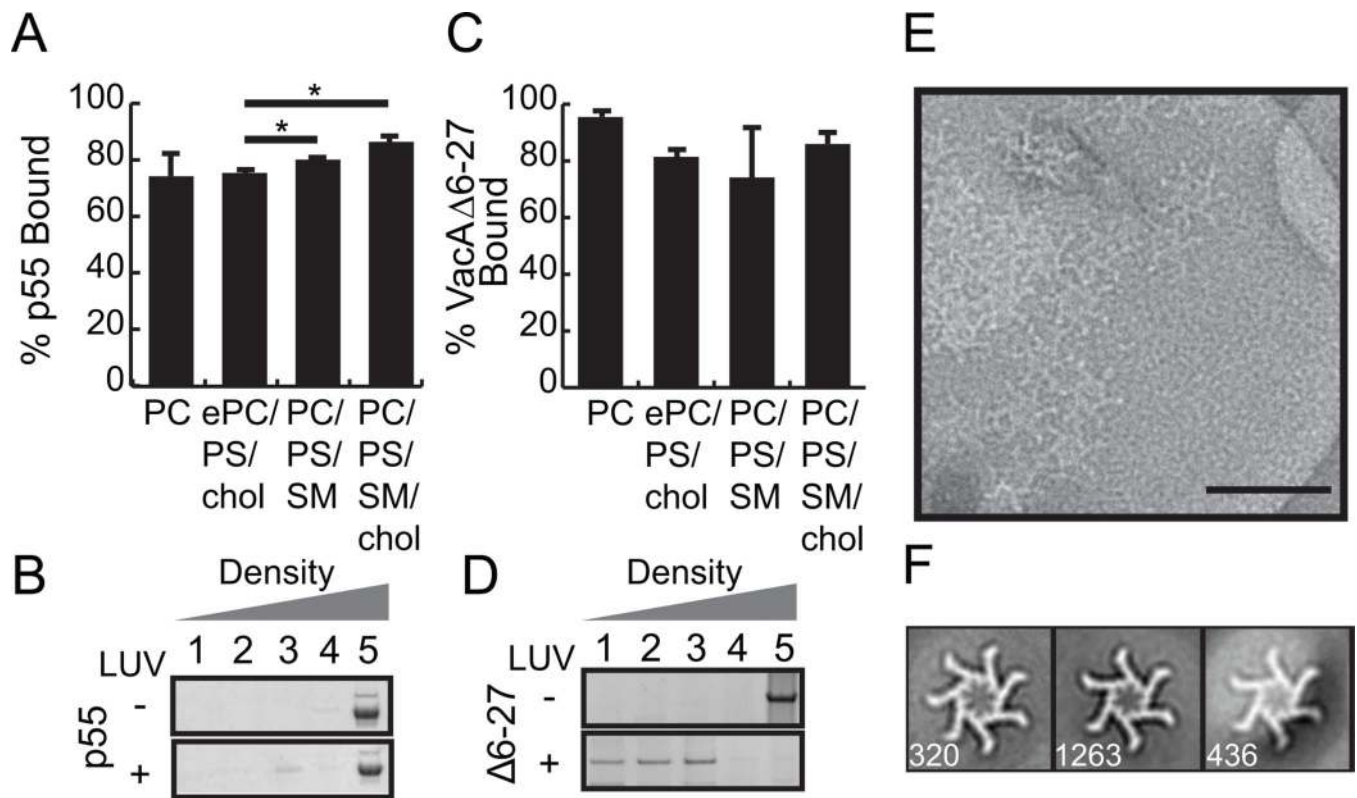 A
% p55 Bound
100
80
60
40
20
0
*
*
PC
ePC/
PS/
chol
PC/
PS/
SM
PC/
PS/
SM/
chol
C
% VacAΔ6-27
Bound
100
80
60
40
20
0
PC
ePC/
PS/
chol
PC/
PS/
SM
PC/
PS/
SM/
chol
E
B
Density
LUV 1 2 3 4 5
p55
-
+
D
Density
LUV 1 2 3 4 5
Δ6-27
-
+
F
320
1263
436